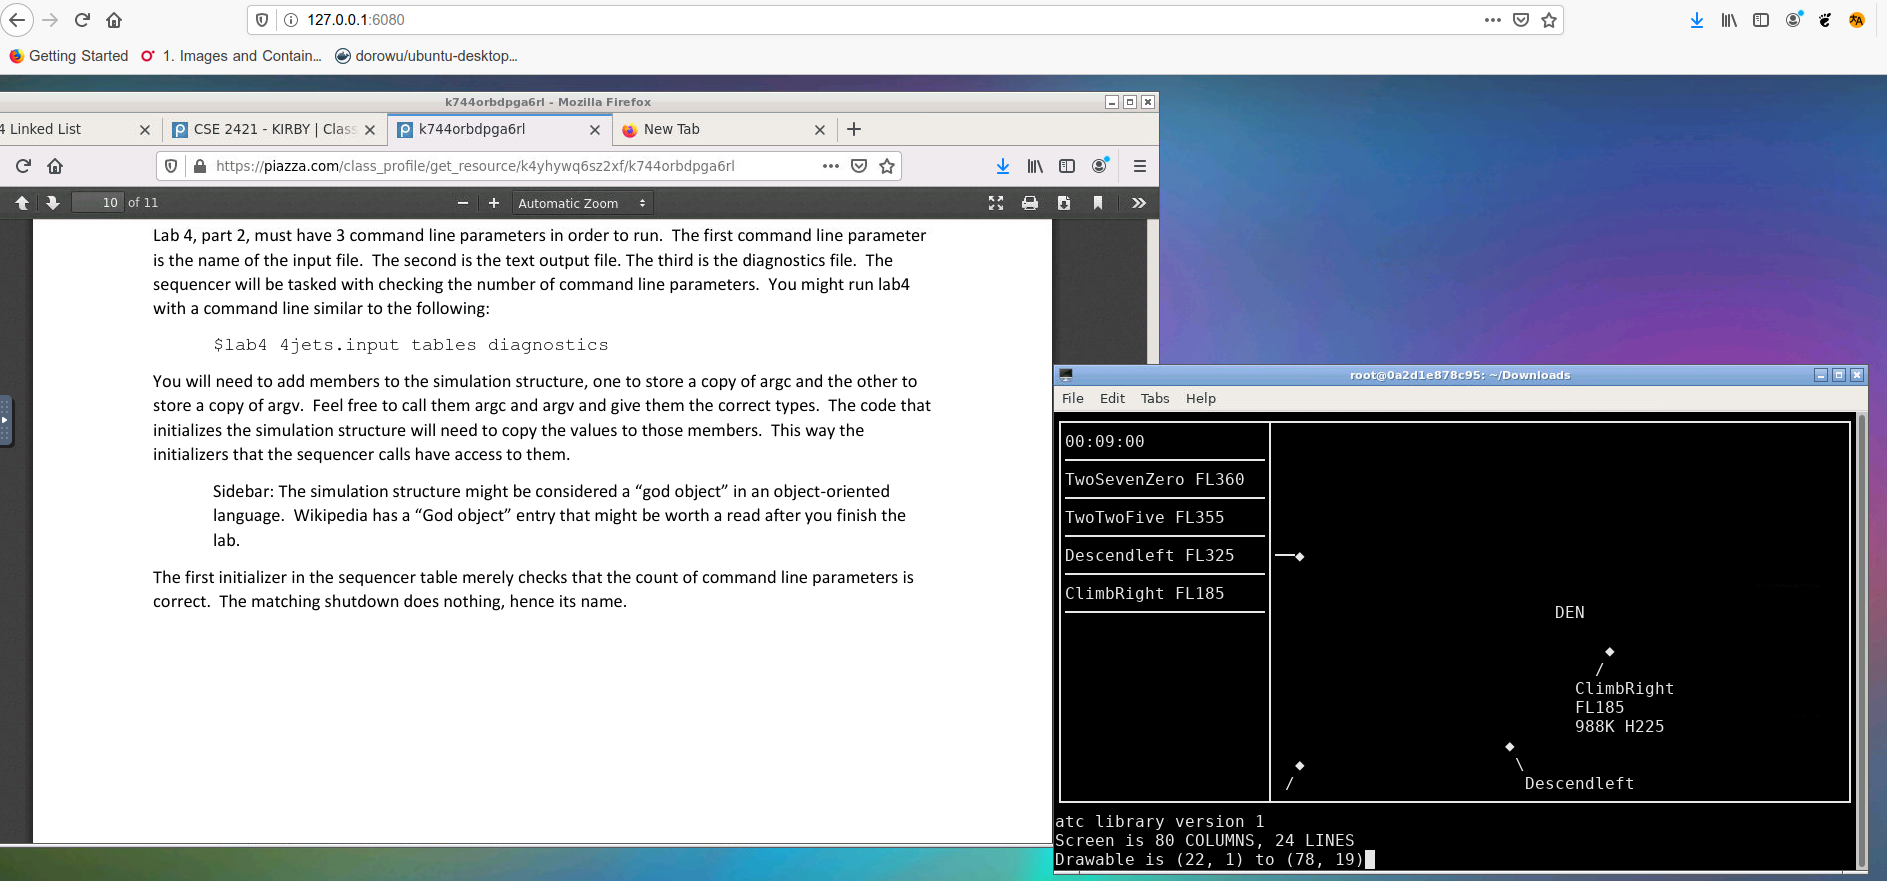 127.0.0.1:6080
Getting Started
1. Images and Contain...
dorowu/ubuntu-desktop...
k744orbdpga6rl - Mozilla Firefox
4 Linked List
CSE 2421 - KIRBY | Class
k744orbdpga6rl
New Tab
https://piazza.com/class_profile/get_resource/k4yhywq6sz2xf/k744orbdpga6rl
10 of 11
Automatic Zoom
Lab 4, part 2, must have 3 command line parameters in order to run. The first command line parameter
is the name of the input file. The second is the text output file. The third is the diagnostics file. The
sequencer will be tasked with checking the number of command line parameters. You might run lab4
with a command line similar to the following:
$lab4 4jets.input tables diagnostics
You will need to add members to the simulation structure, one to store a copy of argc and the other to
store a copy of argv. Feel free to call them argc and argv and give them the correct types. The code that
initializes the simulation structure will need to copy the values to those members. This way the
initializers that the sequencer calls have access to them.
Sidebar: The simulation structure might be considered a “god object” in an object-oriented
language. Wikipedia has a “God object” entry that might be worth a read after you finish the
lab.
The first initializer in the sequencer table merely checks that the count of command line parameters is
correct. The matching shutdown does nothing, hence its name.
root@0a2d1e878c95: ~/Downloads
File Edit Tabs Help
00:09:00
TwoSevenZero FL360
TwoTwoFive FL355
Descendleft FL325
ClimbRight FL185
DEN
/
ClimbRight
FL185
988K H225
\
/
Descendleft
atc library version 1
Screen is 80 COLUMNS, 24 LINES
Drawable is (22, 1) to (78, 19)